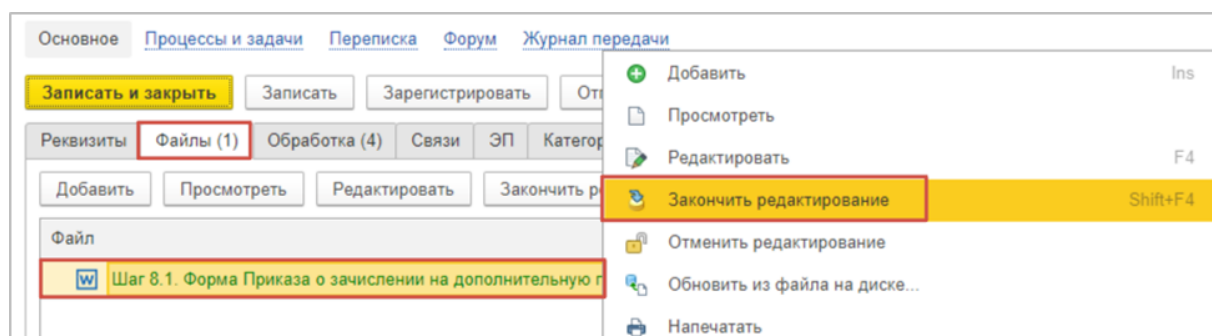 Основное Процессы и задачи Переписка Форум Журнал передачи
Записать и закрыть Записать Зарегистрировать
Реквизиты Файлы (1) Обработка (4) Связи ЭП
Добавить Просмотреть Редактировать Закончить
Файл
Шаг 8.1. Форма Приказа о зачислении на дополнительную
Добавить Ins
Просмотреть
Редактировать F4
Закончить редактирование Shift+F4
Отменить редактирование
Обновить из файла на диске...
Напечатать